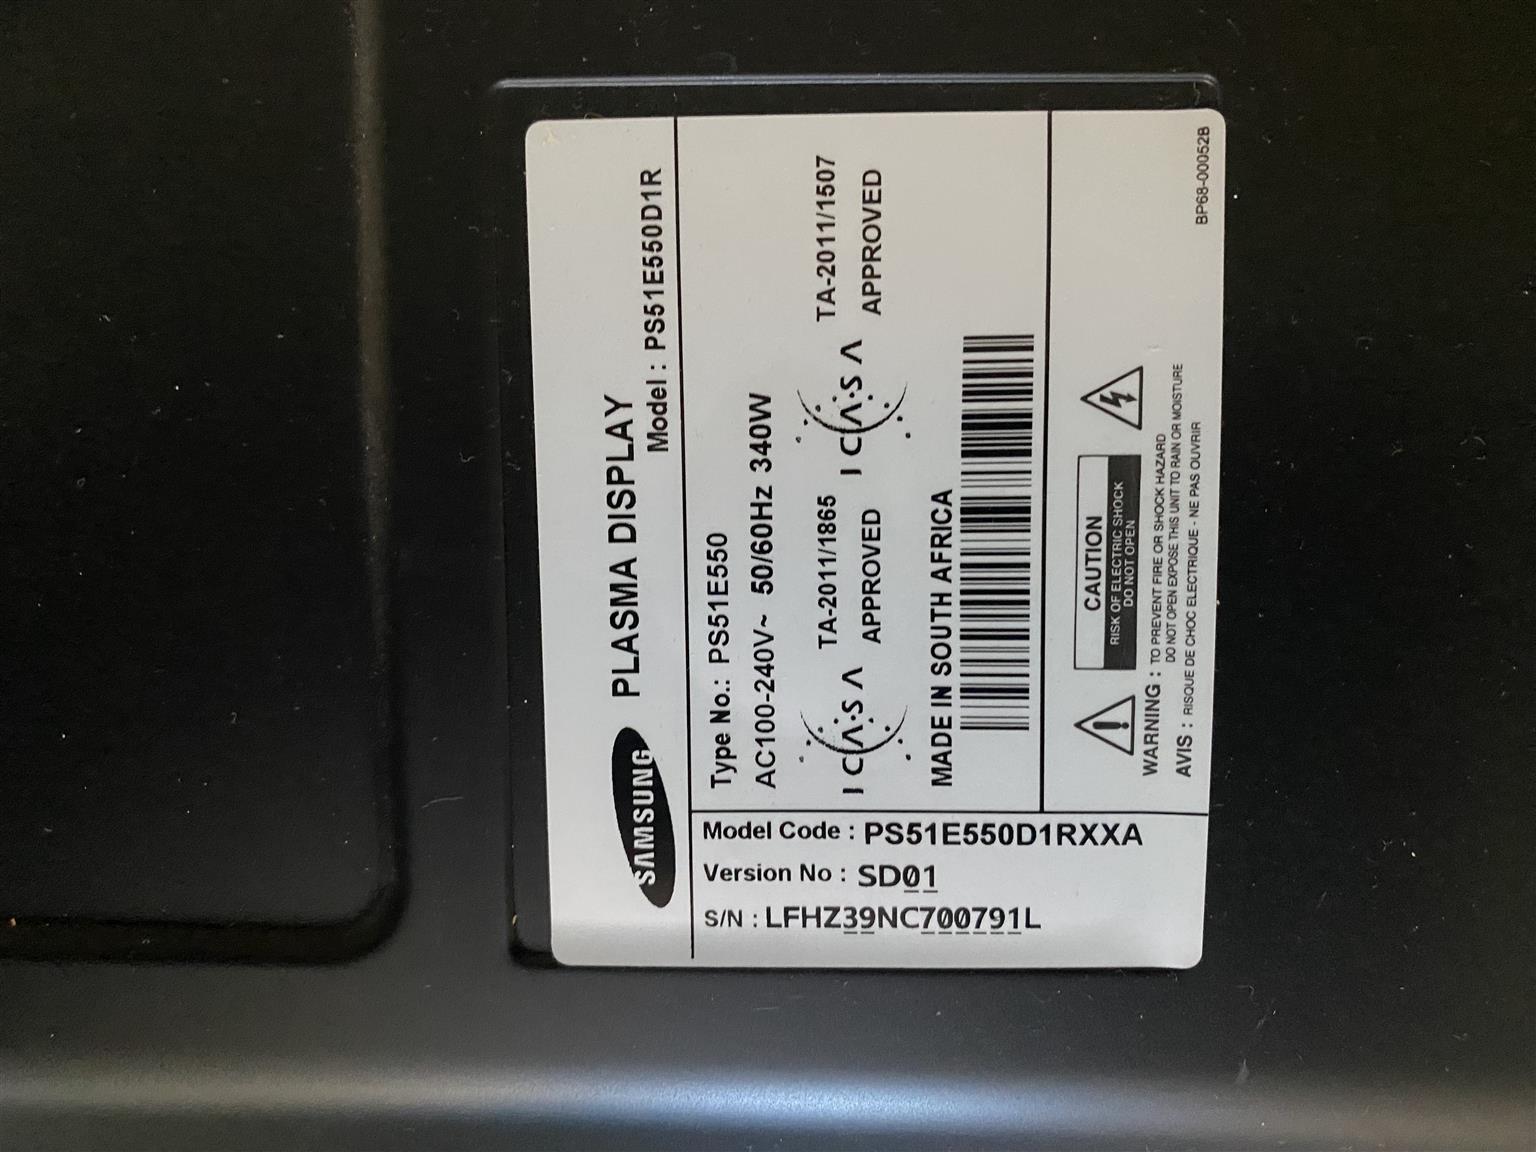 SAMSUNG PLASMA DISPLAY
Model : PS51E550D1R
Type No.: PS51E550
AC100-240V~ 50/60Hz 340W
ICASA TA-2011/1865 APPROVED
ICASA TA-2011/1507 APPROVED
MADE IN SOUTH AFRICA
Model Code : PS51E550D1RXXA
Version No : SD01
S/N : LFHZ39NC700791L
CAUTION
RISK OF ELECTRIC SHOCK
DO NOT OPEN
WARNING : TO PREVENT FIRE OR SHOCK HAZARD
DO NOT OPEN EXPOSE THIS UNIT TO RAIN OR MOISTURE
AVIS : RISQUE DE CHOC ELECTRIQUE - NE PAS OUVRIR
BP68-00052B